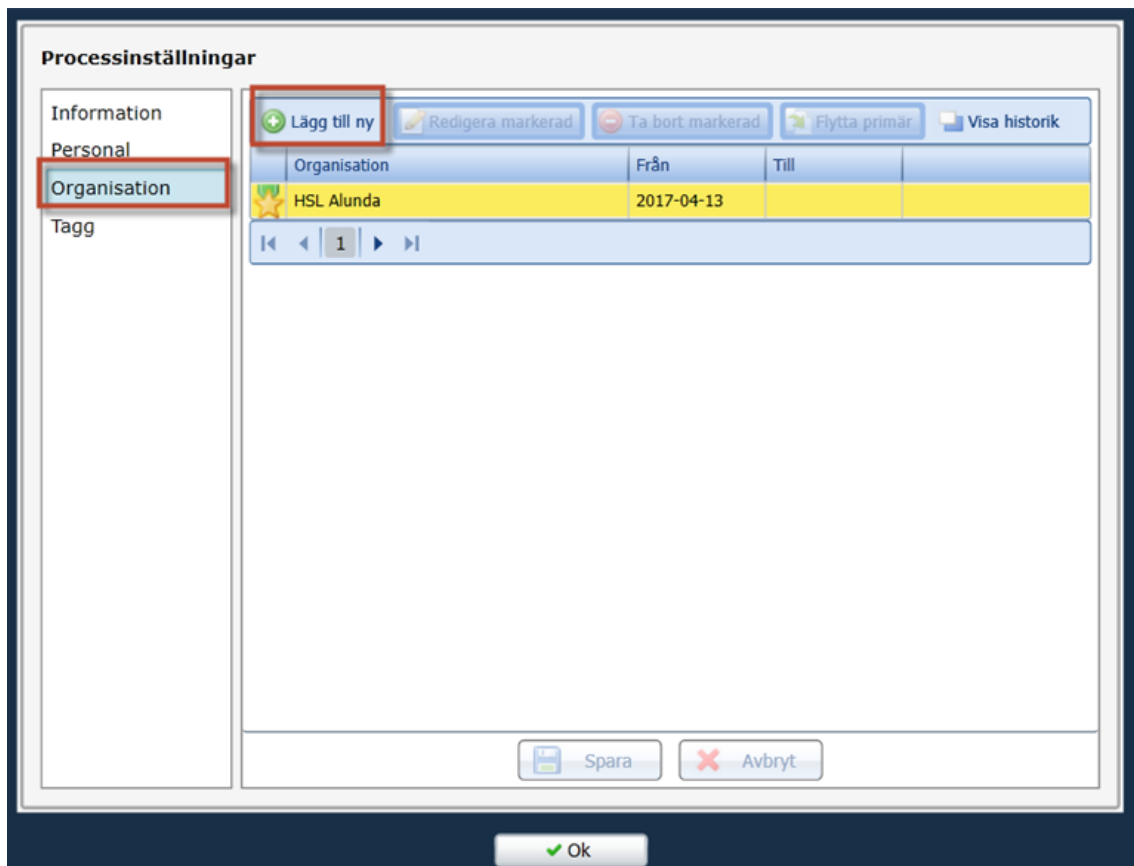 Processinställningar
Information
Personal
Organisation
Tagg
Lägg till ny Redigera markerad Ta bort markerad Flytta primär Visa historik
Organisation Från Till
HSL Alunda 2017-04-13
1
Spara Avbryt
Ok